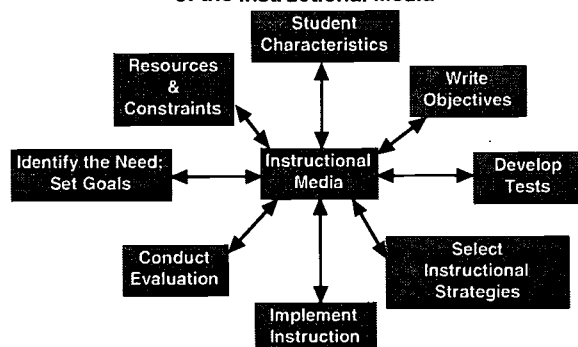 of the Instructional Media
Student
Characteristics
Resources
&
Constraints
Write
Objectives
Identify the Need;
Set Goals
Instructional
Media
Develop
Tests
Conduct
Evaluation
Select
Instructional
Strategies
Implement
Instruction